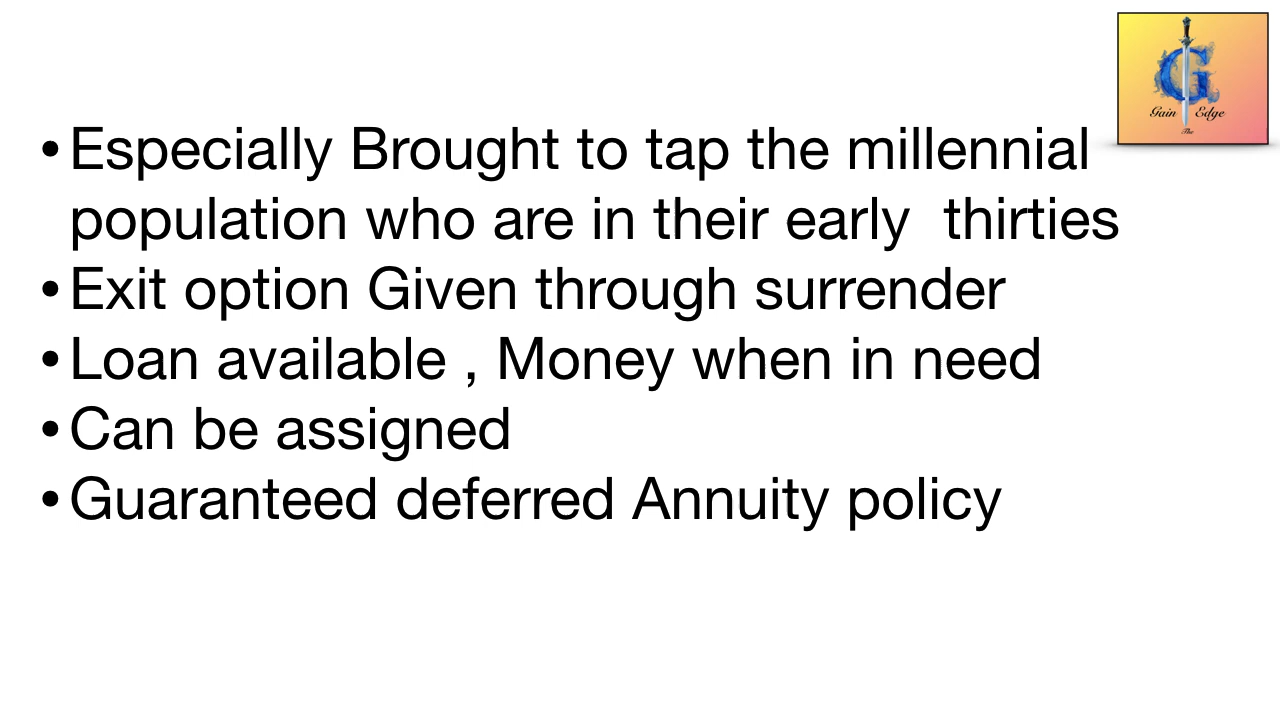 G
Gain Edge
The
• Especially Brought to tap the millennial
population who are in their early  thirties
• Exit option Given through surrender
• Loan available , Money when in need
• Can be assigned
• Guaranteed deferred Annuity policy